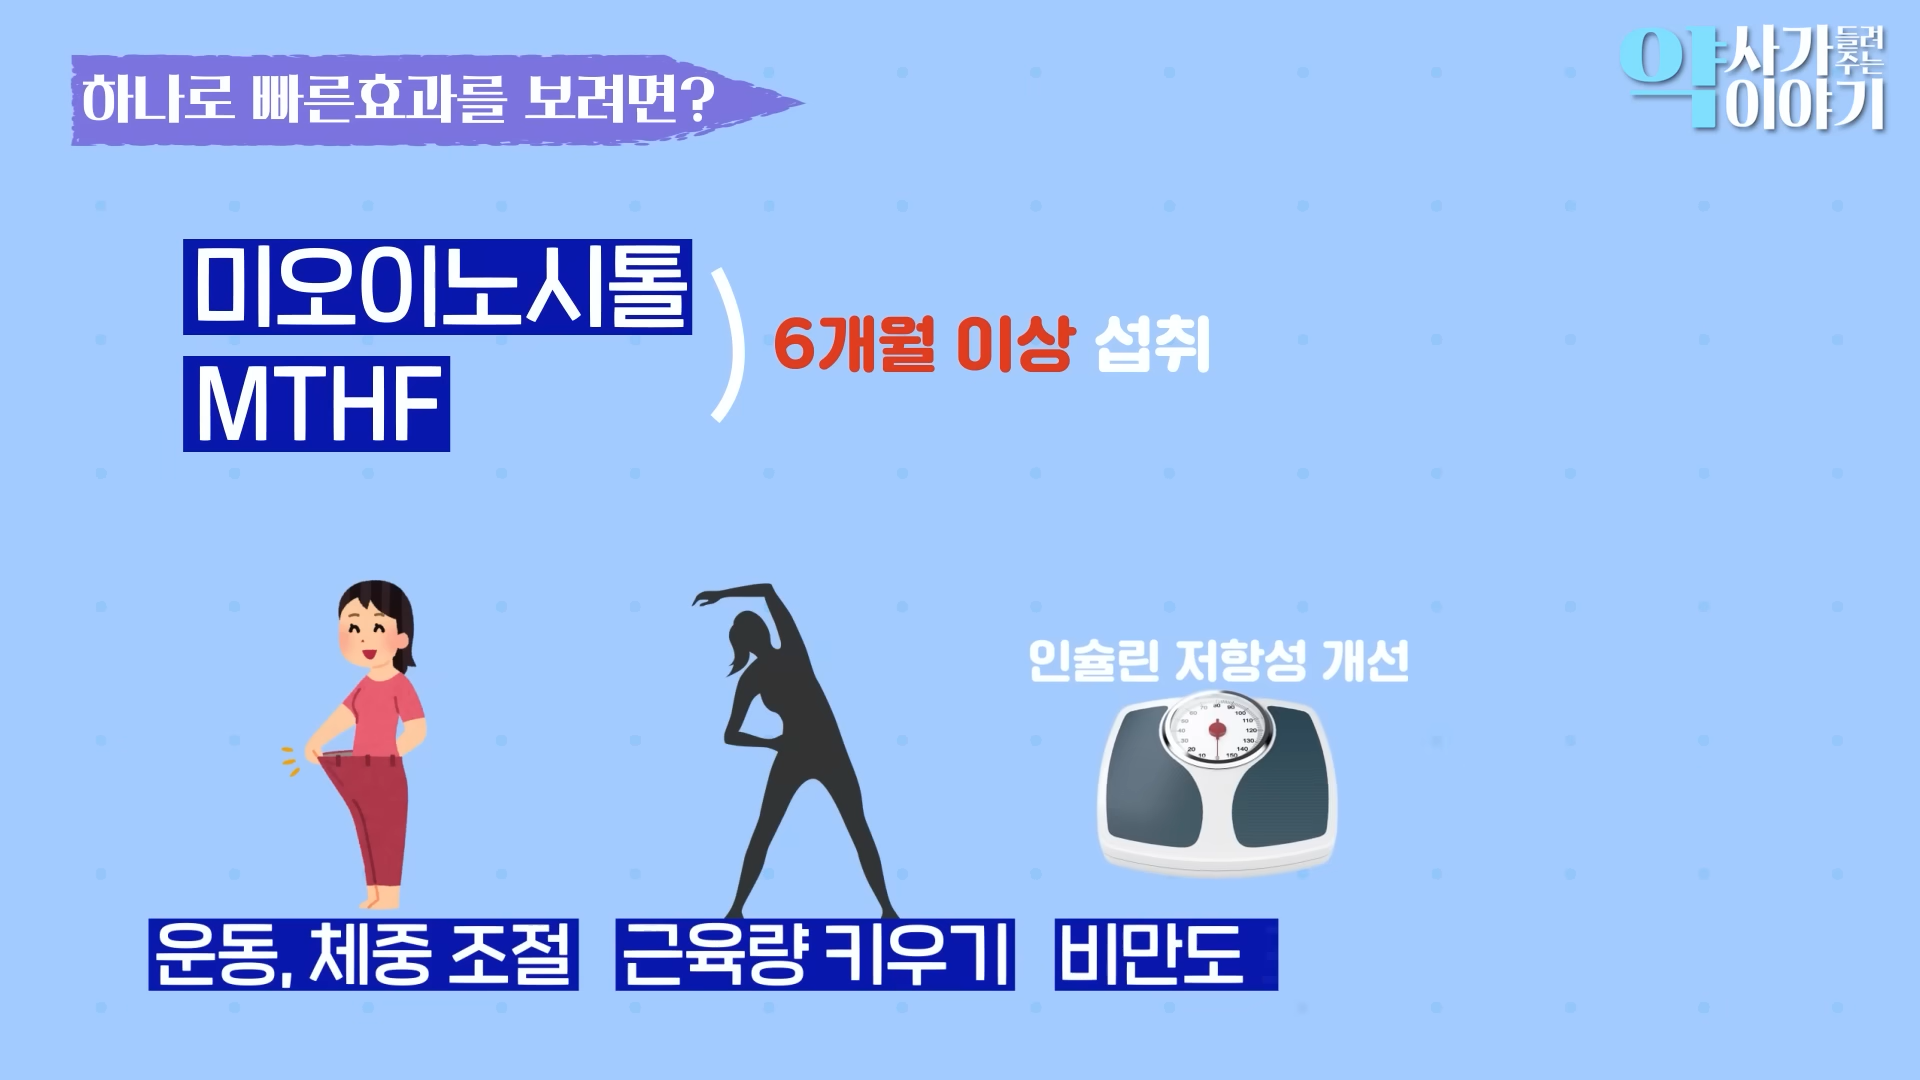 하나로 빠른효과를 보려면?
약사가 들려주는
이야기
미오이노시톨
MTHF
6개월 이상 섭취
인슐린 저항성 개선
운동, 체중 조절
근육량 키우기
비만도